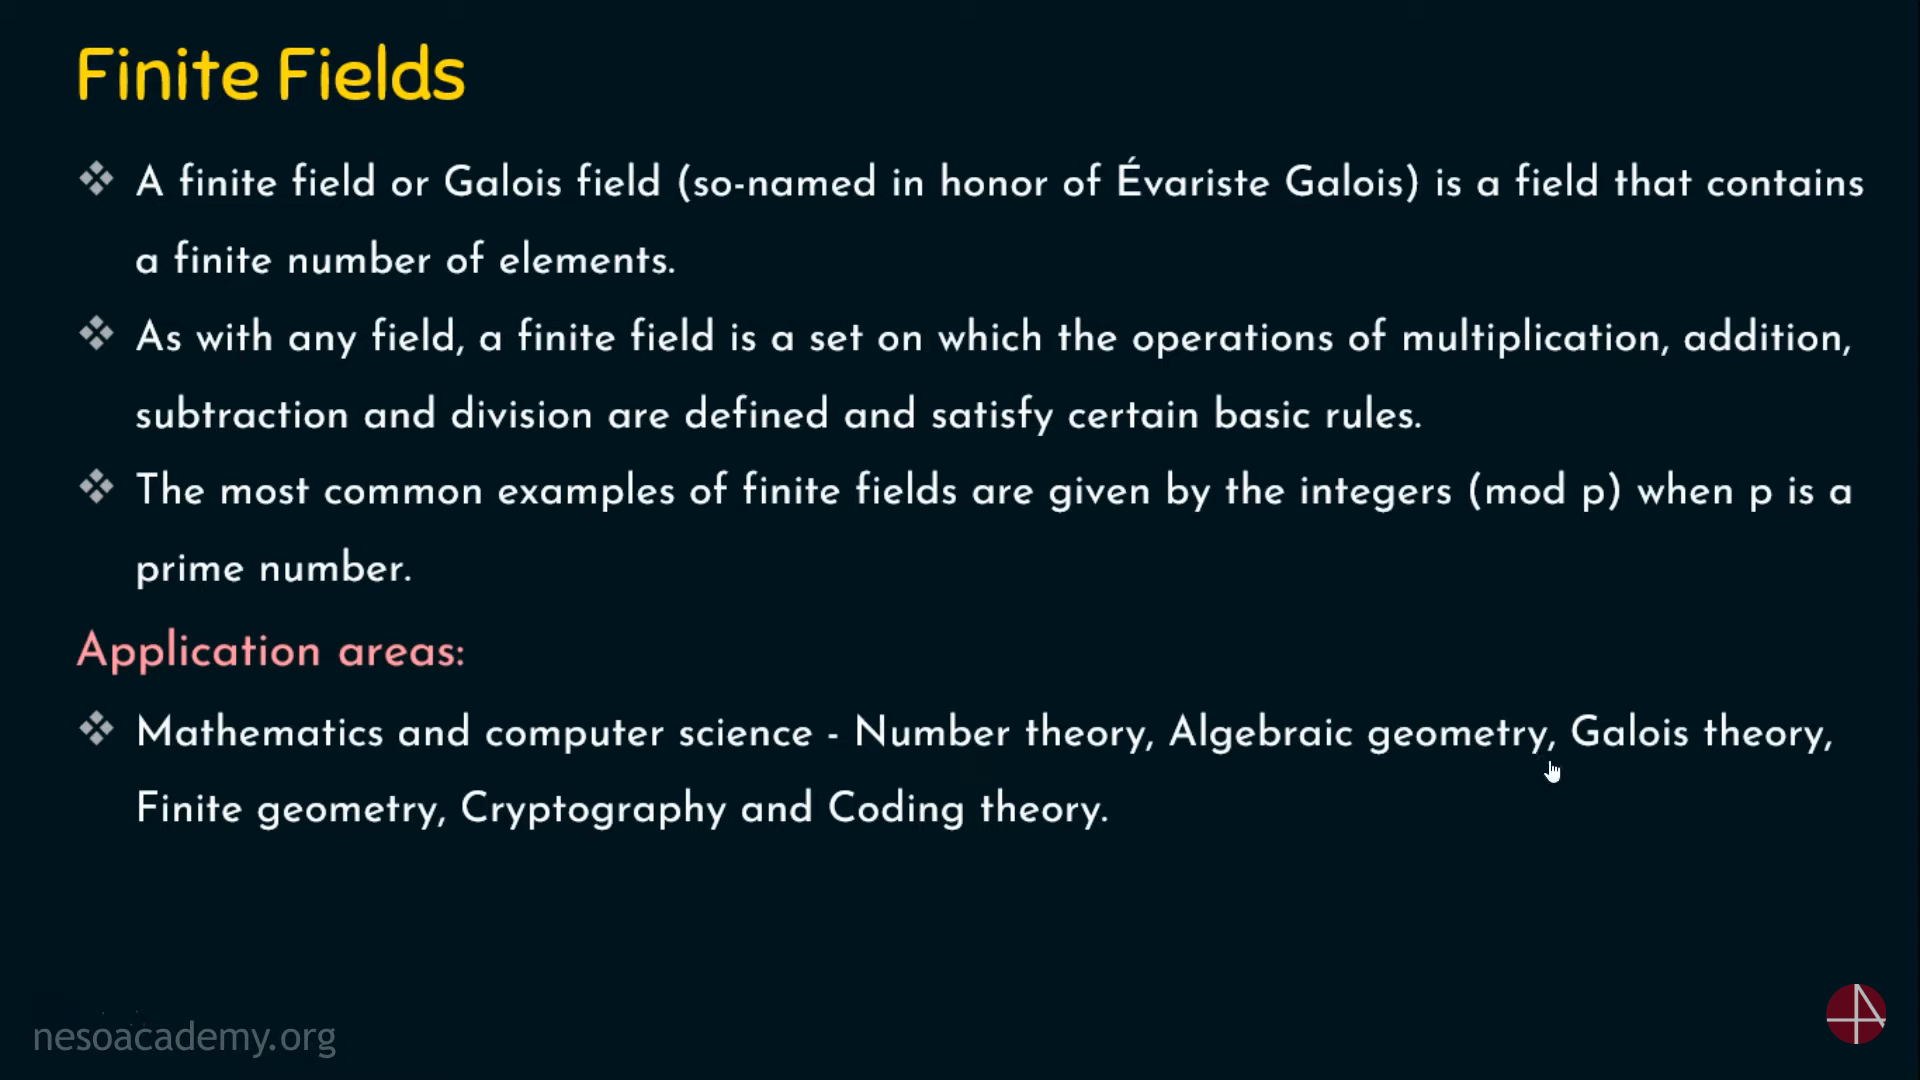 Finite Fields
❖ A finite field or Galois field (so-named in honor of Évariste Galois) is a field that contains
a finite number of elements.
❖ As with any field, a finite field is a set on which the operations of multiplication, addition,
subtraction and division are defined and satisfy certain basic rules.
❖ The most common examples of finite fields are given by the integers (mod p) when p is a
prime number.
Application areas:
❖ Mathematics and computer science - Number theory, Algebraic geometry, Galois theory,
Finite geometry, Cryptography and Coding theory.
nesoacademy.org